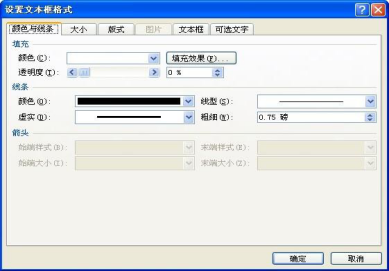 设置文本框格式
颜色与线条 大小 版式 图片 文本框 可选文字
填充
颜色(C): 填充效果(F)...
透明度(T): 0 %
线条
颜色(O): 线型(S):
虚实(D): 粗细(W): 0.75 磅
箭头
始端样式(B): 末端样式(E):
始端大小(I): 末端大小(Z):
确定 取消